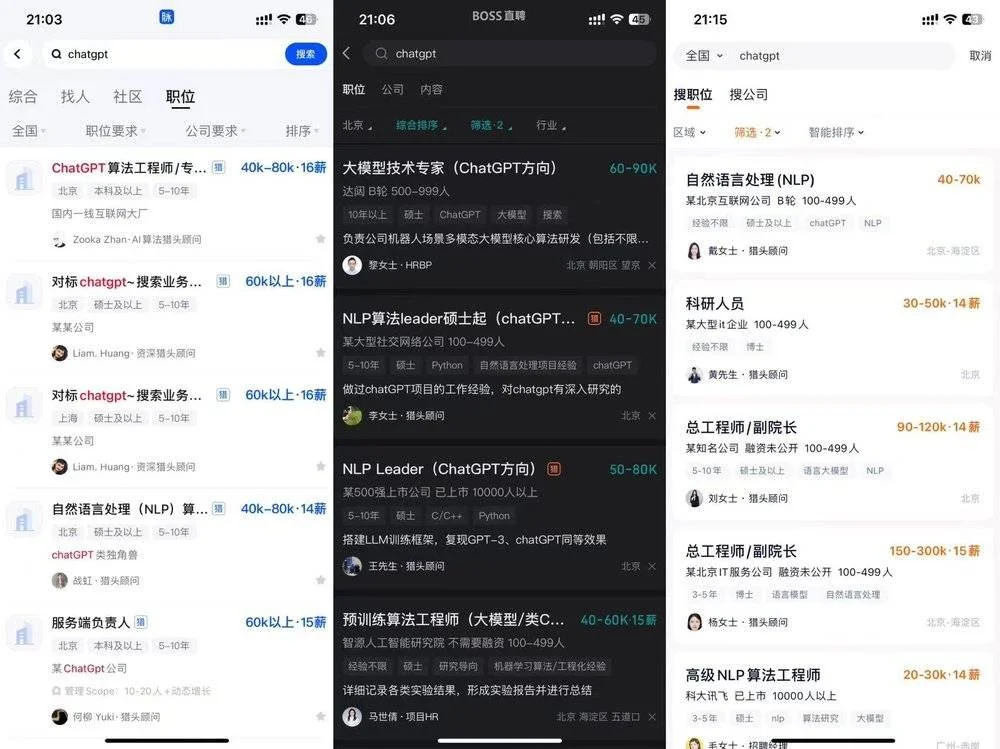 21:03
脉
46
chatgpt
搜索
综合 找人 社区 职位
全国 职位要求 公司要求 排序
ChatGPT算法工程师/专... 猎 40k-80k·16薪
北京 本科及以上 5-10年
国内一线互联网大厂
Zooka Zhan·AI算法猎头顾问
对标chatgpt~搜索业务... 猎 60k以上·16薪
北京 硕士及以上 5-10年
某某公司
Liam. Huang·资深猎头顾问
对标chatgpt~搜索业务... 猎 60k以上·16薪
上海 硕士及以上 5-10年
某某公司
Liam. Huang·资深猎头顾问
自然语言处理（NLP）算... 猎 40k-80k·14薪
北京 硕士及以上 5-10年
chatGPT类独角兽
战虹·猎头顾问
服务端负责人 猎 60k以上·15薪
北京 本科及以上 5-10年
某ChatGpt公司
管理Scope：10-20人+动态增长
何柳 Yuki·猎头顾问
21:06
BOSS直聘
45
chatgpt
职位 公司 内容
北京 综合排序 筛选·2 行业
大模型技术专家（ChatGPT方向） 60-90K
达闼 B轮 500-999人
10年以上 硕士 ChatGPT 大模型 搜索
负责公司机器人场景多模态大模型核心算法研发（包括不限...
黎女士·HRBP 北京 朝阳区 望京
NLP算法leader硕士起（chatGPT... 猎 40-70K
某大型社交网络公司 100-499人
5-10年 硕士 Python 自然语言处理项目经验 chatGPT
做过chatGPT项目的工作经验，对chatgpt有深入研究的
李女士·猎头顾问 北京
NLP Leader（ChatGPT方向） 猎 50-80K
某500强上市公司 已上市 10000人以上
5-10年 硕士 C/C++ Python
搭建LLM训练框架，复现GPT-3、chatGPT同等效果
王先生·猎头顾问 北京
预训练算法工程师（大模型/类C... 40-60K·15薪
智源人工智能研究院 不需要融资 100-499人
经验不限 硕士 研究导向 机器学习算法/工程化经验
详细记录各类实验结果，形成实验报告并进行总结
马世倩·项目HR 北京 海淀区 五道口
21:15
43
全国 chatgpt 取消
搜职位 搜公司
区域 筛选·2 智能排序
自然语言处理(NLP) 40-70k
某北京互联网公司 B轮 100-499人
经验不限 硕士及以上 chatGPT NLP
戴女士·猎头顾问 北京-海淀区
科研人员 30-50k·14薪
某大型it企业 100-499人
经验不限 博士
黄先生·猎头顾问 北京
总工程师/副院长 90-120k·14薪
某知名公司 融资未公开 100-499人
5-10年 硕士及以上 语言大模型 NLP
刘女士·猎头顾问 北京
总工程师/副院长 150-300k·15薪
某北京IT服务公司 融资未公开 100-499人
3-5年 博士 语言模型 自然语言处理
杨女士·猎头顾问 北京-海淀区
高级NLP算法工程师 20-30k·14薪
科大讯飞 已上市 10000人以上
3-5年 硕士 nlp 算法研究 大模型
毛女士·招聘经理